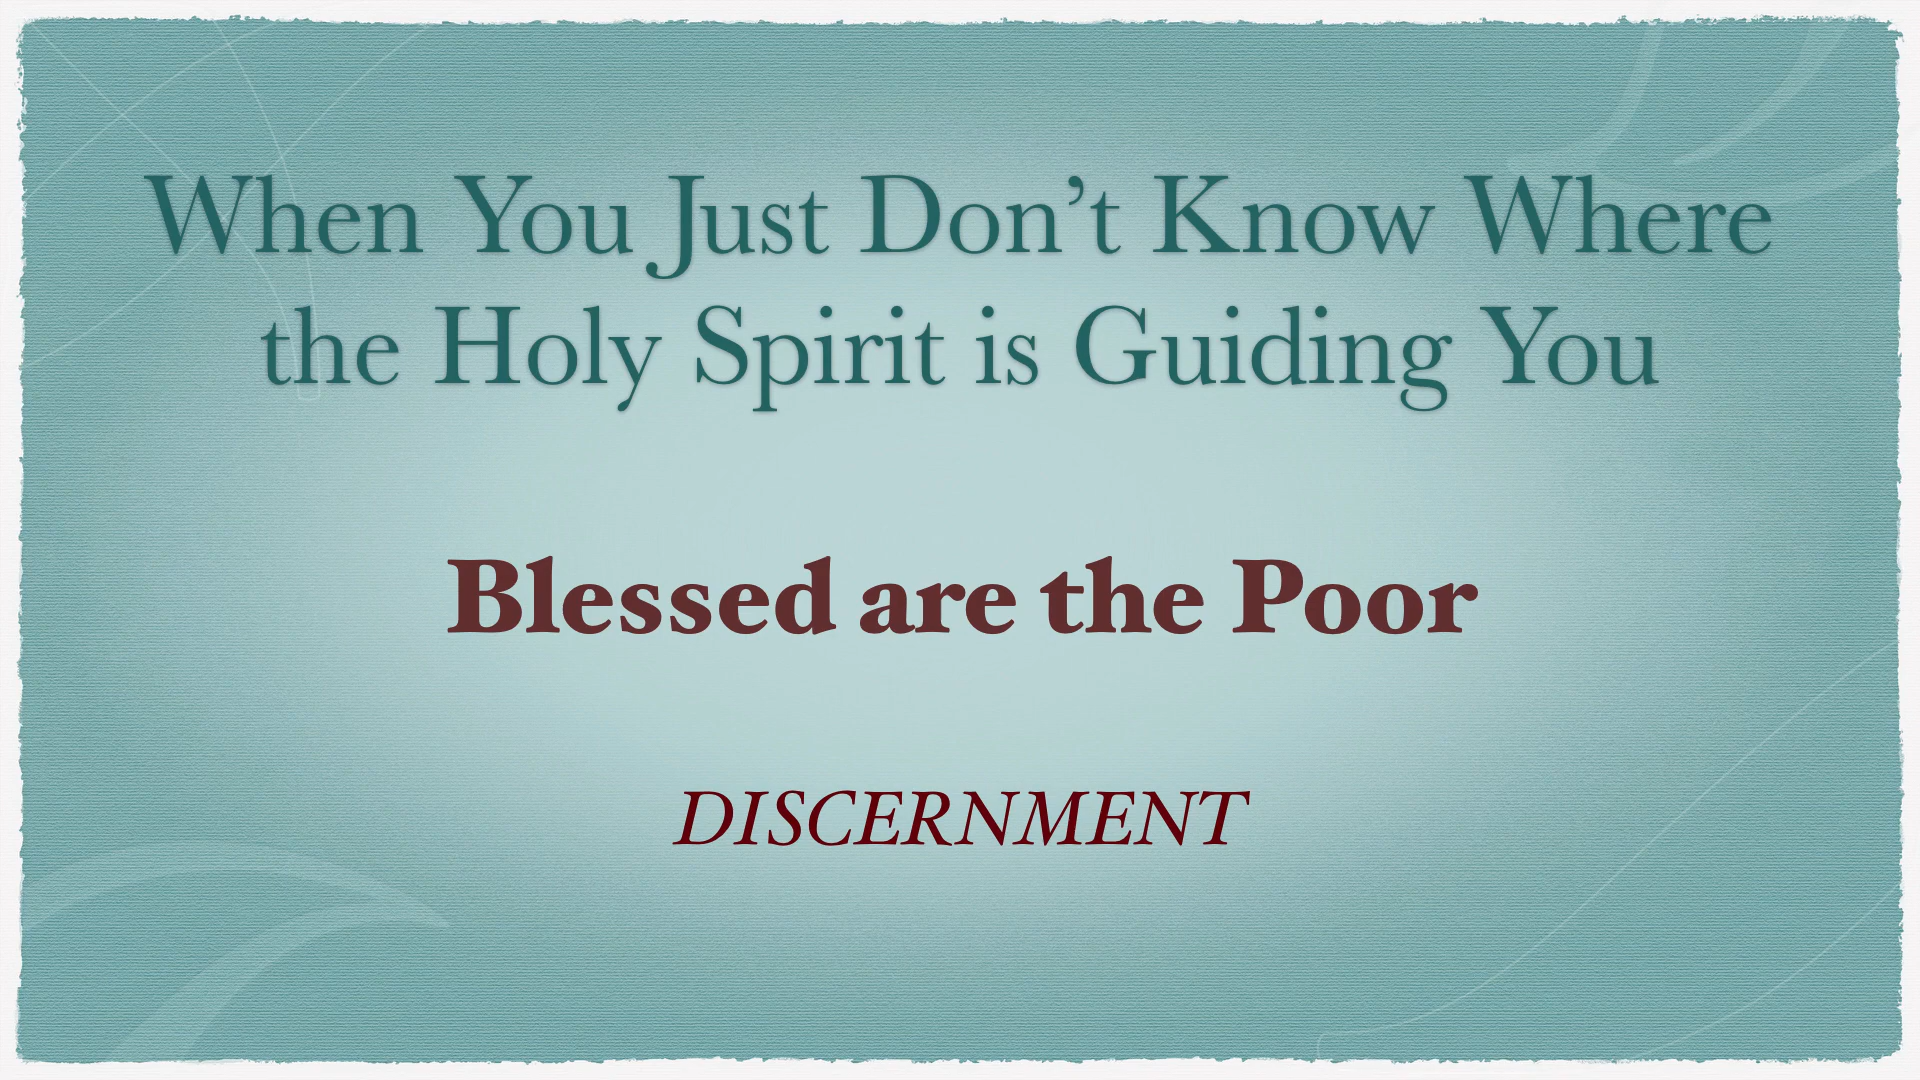 When You Just Don’t Know Where
the Holy Spirit is Guiding You
Blessed are the Poor
DISCERNMENT